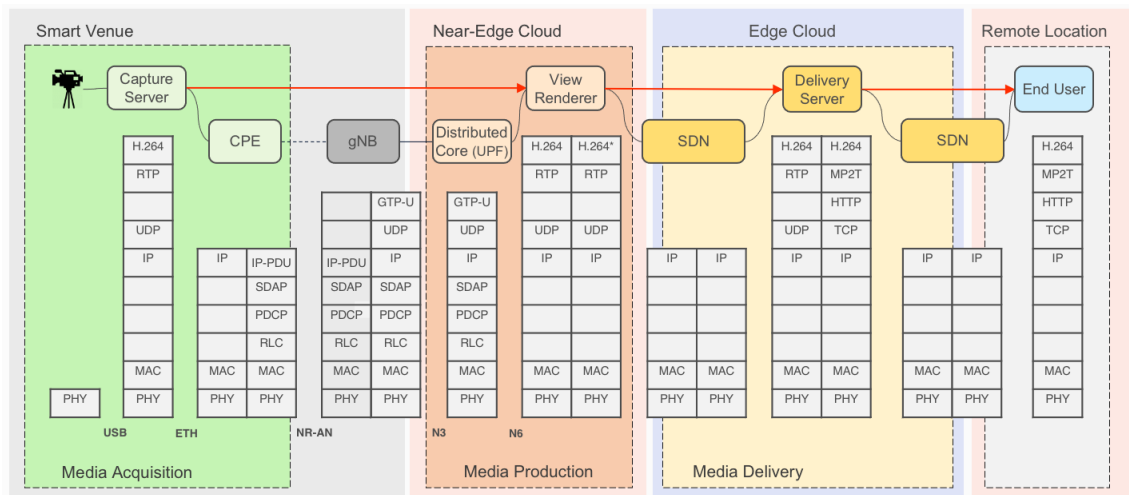 Smart Venue
Near-Edge Cloud
Edge Cloud
Remote Location
Capture
Server
View
Renderer
Delivery
Server
End User
CPE
gNB
Distributed
Core (UPF)
SDN
SDN
H.264 H.264 H.264* H.264 H.264 H.264
RTP RTP RTP RTP MP2T MP2T
GTP-U GTP-U HTTP HTTP
UDP UDP UDP UDP UDP UDP TCP TCP
IP IP IP-PDU IP-PDU IP IP IP IP IP IP IP IP IP IP IP
SDAP SDAP SDAP SDAP
PDCP PDCP PDCP PDCP
RLC RLC RLC RLC
MAC MAC MAC MAC MAC MAC MAC MAC MAC MAC MAC MAC MAC MAC MAC
PHY PHY PHY PHY PHY PHY PHY PHY PHY PHY PHY PHY PHY PHY PHY PHY
USB ETH NR-AN N3 N6
Media Acquisition
Media Production
Media Delivery